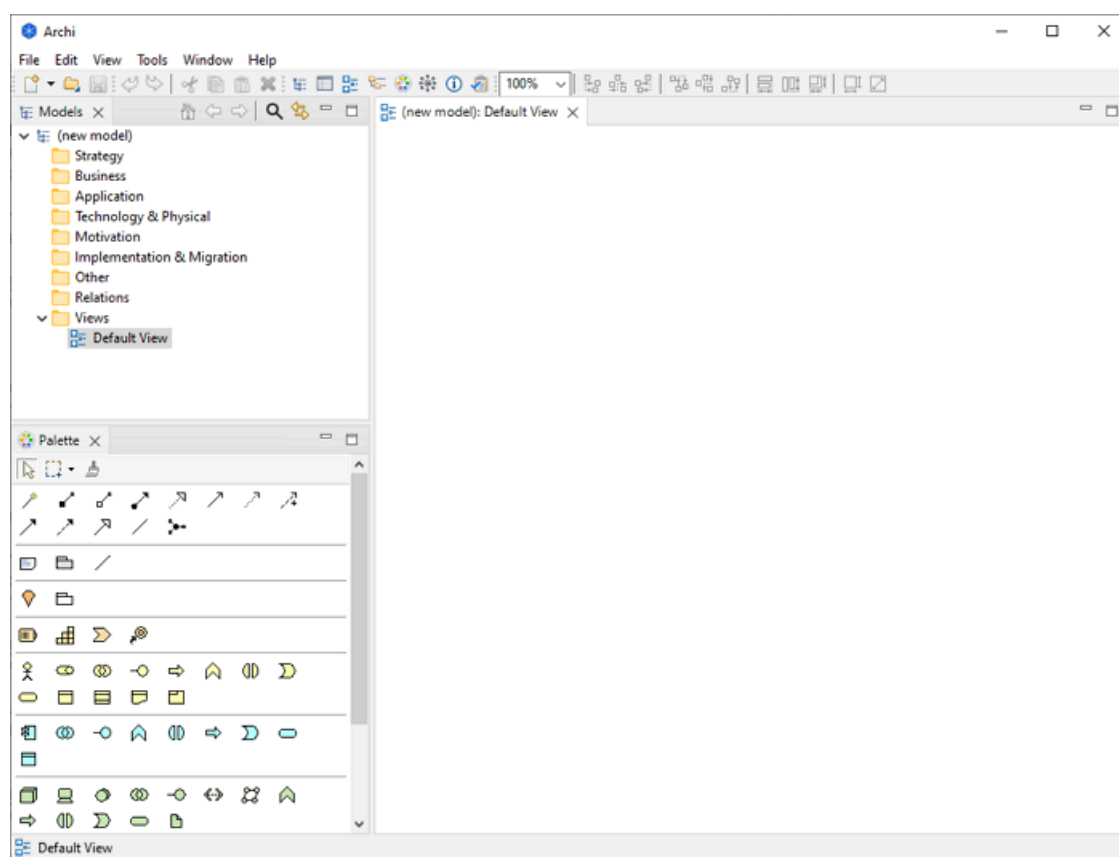 Archi
File Edit View Tools Window Help
100%
Models
(new model)
Strategy
Business
Application
Technology & Physical
Motivation
Implementation & Migration
Other
Relations
Views
Default View
(new model): Default View
Palette
Default View